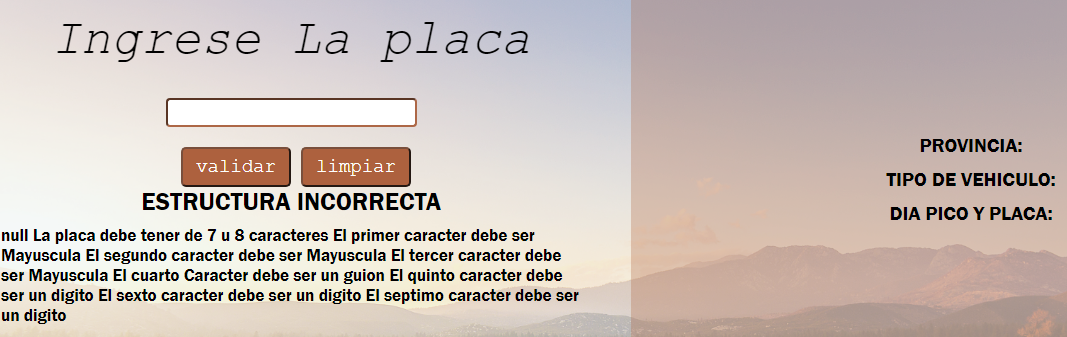 Ingrese La placa
validar limpiar
ESTRUCTURA INCORRECTA
null La placa debe tener de 7 u 8 caracteres El primer caracter debe ser
Mayuscula El segundo caracter debe ser Mayuscula El tercer caracter debe
ser Mayuscula El cuarto Caracter debe ser un guion El quinto caracter debe
ser un digito El sexto caracter debe ser un digito El septimo caracter debe ser
un digito
PROVINCIA:
TIPO DE VEHICULO:
DIA PICO Y PLACA: